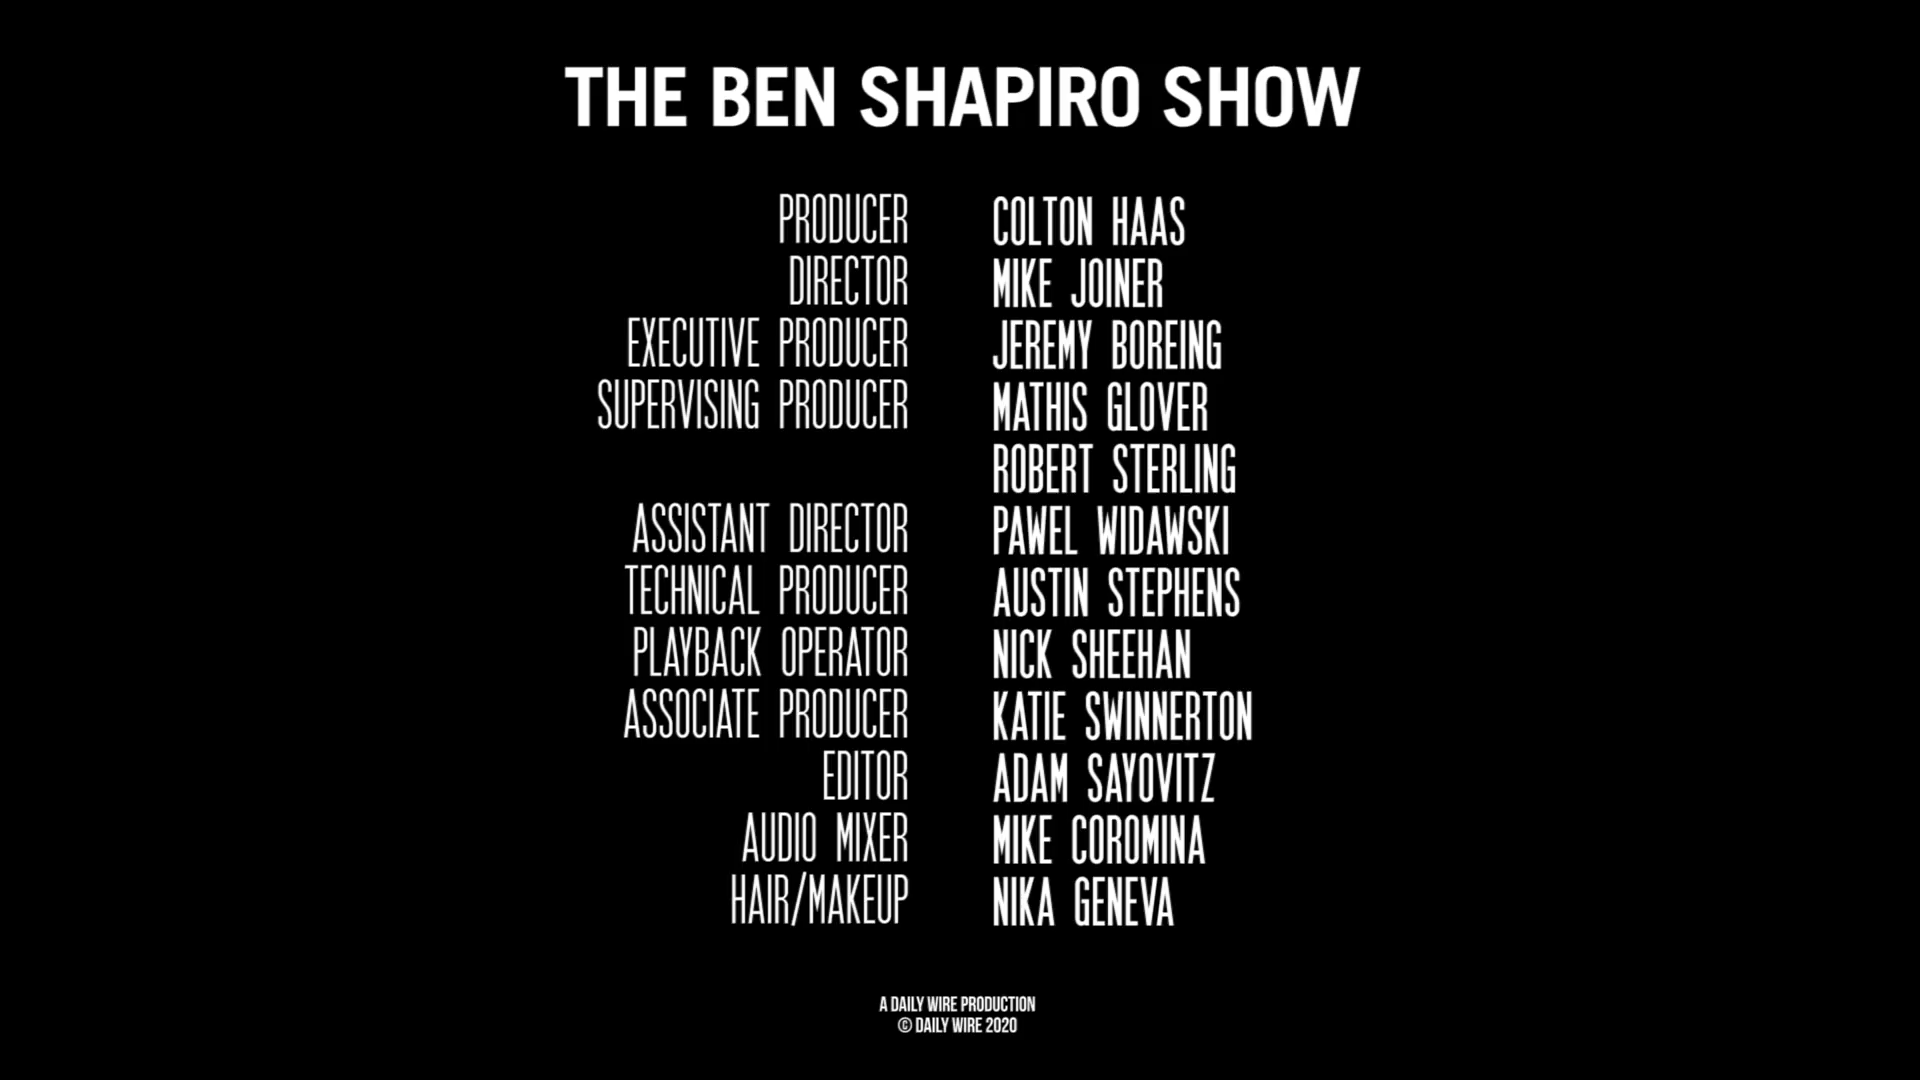 THE BEN SHAPIRO SHOW
PRODUCER COLTON HAAS
DIRECTOR MIKE JOINER
EXECUTIVE PRODUCER JEREMY BOREING
SUPERVISING PRODUCER MATHIS GLOVER
ROBERT STERLING
ASSISTANT DIRECTOR PAWEL WIDAWSKI
TECHNICAL PRODUCER AUSTIN STEPHENS
PLAYBACK OPERATOR NICK SHEEHAN
ASSOCIATE PRODUCER KATIE SWINNERTON
EDITOR ADAM SAYOVITZ
AUDIO MIXER MIKE COROMINA
HAIR/MAKEUP NIKA GENEVA
A DAILY WIRE PRODUCTION
© DAILY WIRE 2020